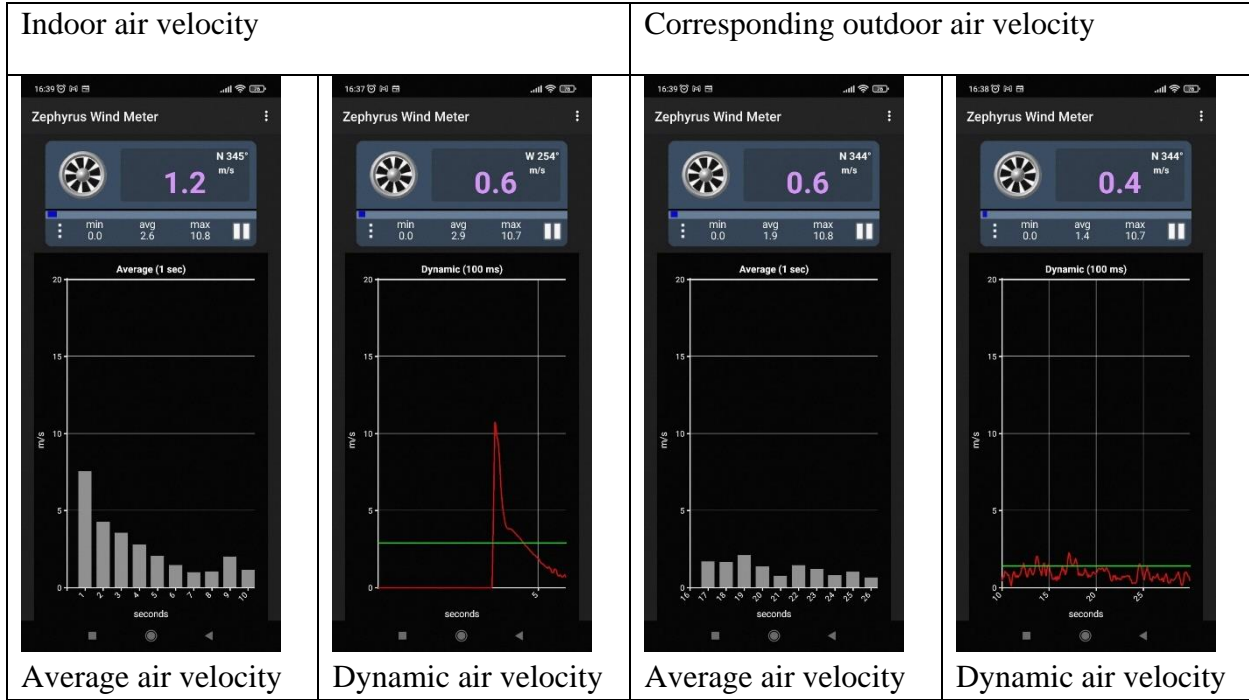 Indoor air velocity
Corresponding outdoor air velocity
16:39
76
Zephyrus Wind Meter
N 345°
m/s
1.2
min avg max
0.0 2.6 10.8
Average (1 sec)
20
15
10
5
0
m/s
1 2 3 4 5 6 7 8 9 10
seconds
Average air velocity
16:37
76
Zephyrus Wind Meter
W 254°
m/s
0.6
min avg max
0.0 2.9 10.7
Dynamic (100 ms)
20
15
10
5
0
m/s
5
seconds
Dynamic air velocity
16:39
76
Zephyrus Wind Meter
N 344°
m/s
0.6
min avg max
0.0 1.9 10.8
Average (1 sec)
20
15
10
5
0
m/s
16 17 18 19 20 21 22 23 24 25 26
seconds
Average air velocity
16:38
76
Zephyrus Wind Meter
N 344°
m/s
0.4
min avg max
0.0 1.4 10.7
Dynamic (100 ms)
20
15
10
5
0
m/s
10 15 20 25
seconds
Dynamic air velocity